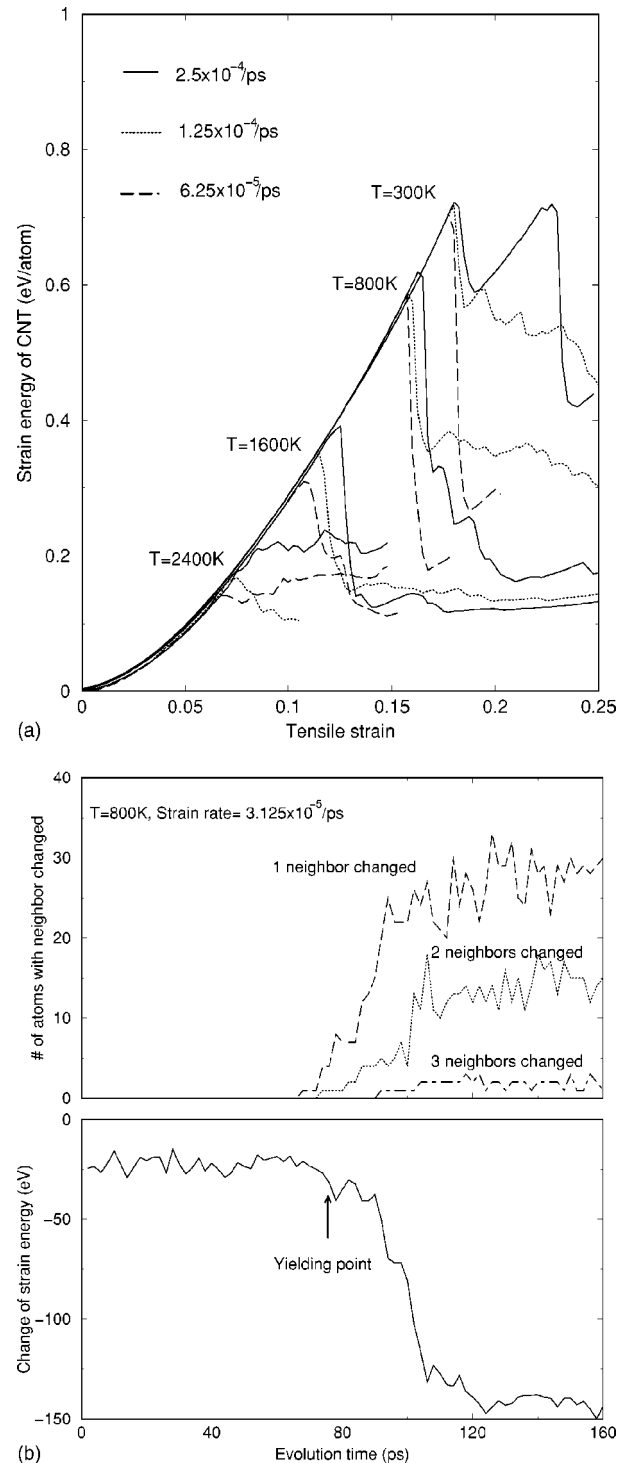 1
0.8
0.6
0.4
0.2
0
Strain energy of CNT (eV/atom)
2.5x10⁻⁴/ps
1.25x10⁻⁴/ps
6.25x10⁻⁵/ps
T=300K
T=800K
T=1600K
T=2400K
0 0.05 0.1 0.15 0.2 0.25
Tensile strain
(a)
40
30
20
10
0
# of atoms with neighbor changed
T=800K, Strain rate= 3.125x10⁻⁵/ps
1 neighbor changed
2 neighbors changed
3 neighbors changed
0
−50
−100
−150
Change of strain energy (eV)
Yielding point
0 40 80 120 160
Evolution time (ps)
(b)